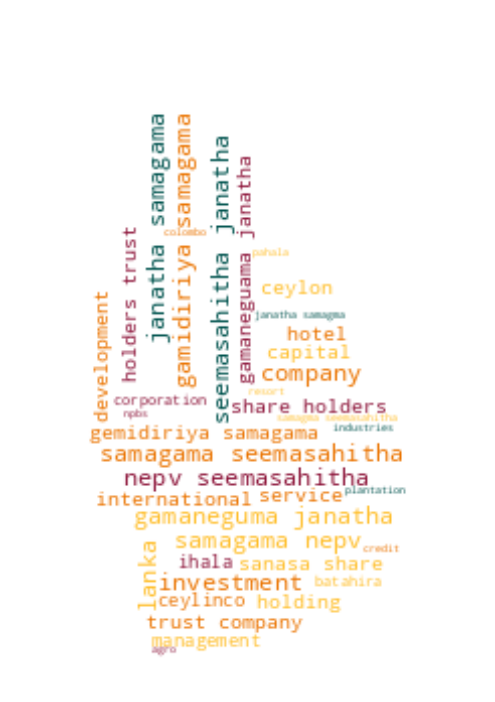 janatha samagama
gamidiriya samagama
seemasahitha janatha
gamaneguama janatha
holders trust
development
colombo
pahala
ceylon
janatha samagma
hotel
capital
company
resort
corporation
share holders
npbs
samagma seemasahitha
industries
gemidiriya samagama
samagama seemasahitha
nepv seemasahitha
plantation
international
service
gamaneguma janatha
samagama nepv
credit
ihala
sanasa share
lanka
investment
batahira
ceylinco
holding
trust company
management
agro